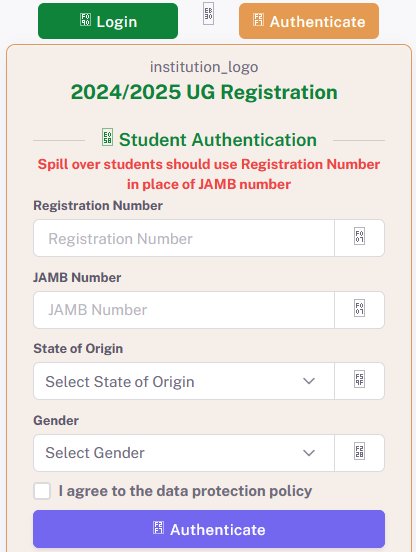 Login
Authenticate
institution_logo
2024/2025 UG Registration
Student Authentication
Spill over students should use Registration Number
in place of JAMB number
Registration Number
Registration Number
JAMB Number
JAMB Number
State of Origin
Select State of Origin
Gender
Select Gender
I agree to the data protection policy
Authenticate